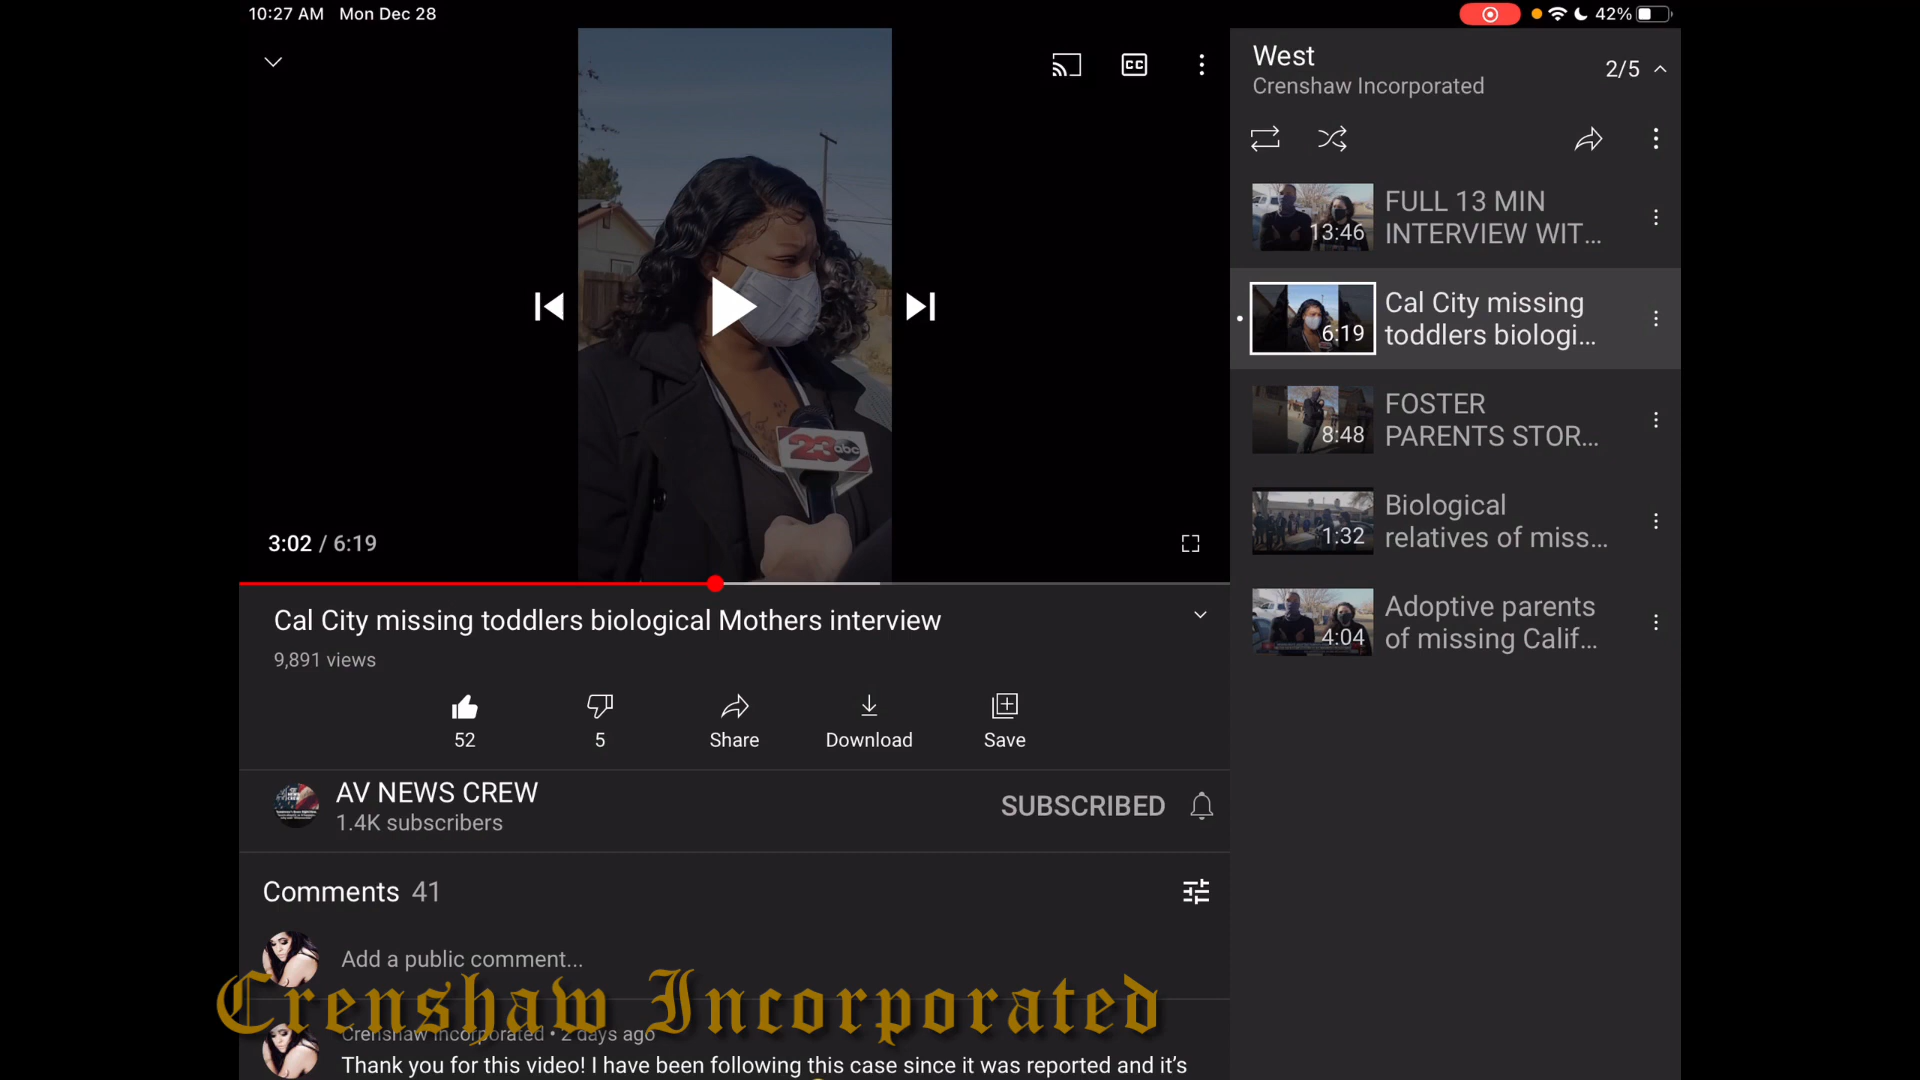 10:27 AM Mon Dec 28
42%
CC
23 abc
3:02 / 6:19
Cal City missing toddlers biological Mothers interview
9,891 views
52
5
Share
Download
Save
AV NEWS CREW
1.4K subscribers
SUBSCRIBED
Comments 41
Add a public comment...
Crenshaw Incorporated
Crenshaw Incorporated • 2 days ago
Thank you for this video! I have been following this case since it was reported and it's
West
Crenshaw Incorporated
2/5
13:46
FULL 13 MIN
INTERVIEW WIT...
6:19
Cal City missing
toddlers biologi...
8:48
FOSTER
PARENTS STOR...
1:32
Biological
relatives of miss...
4:04
Adoptive parents
of missing Calif...